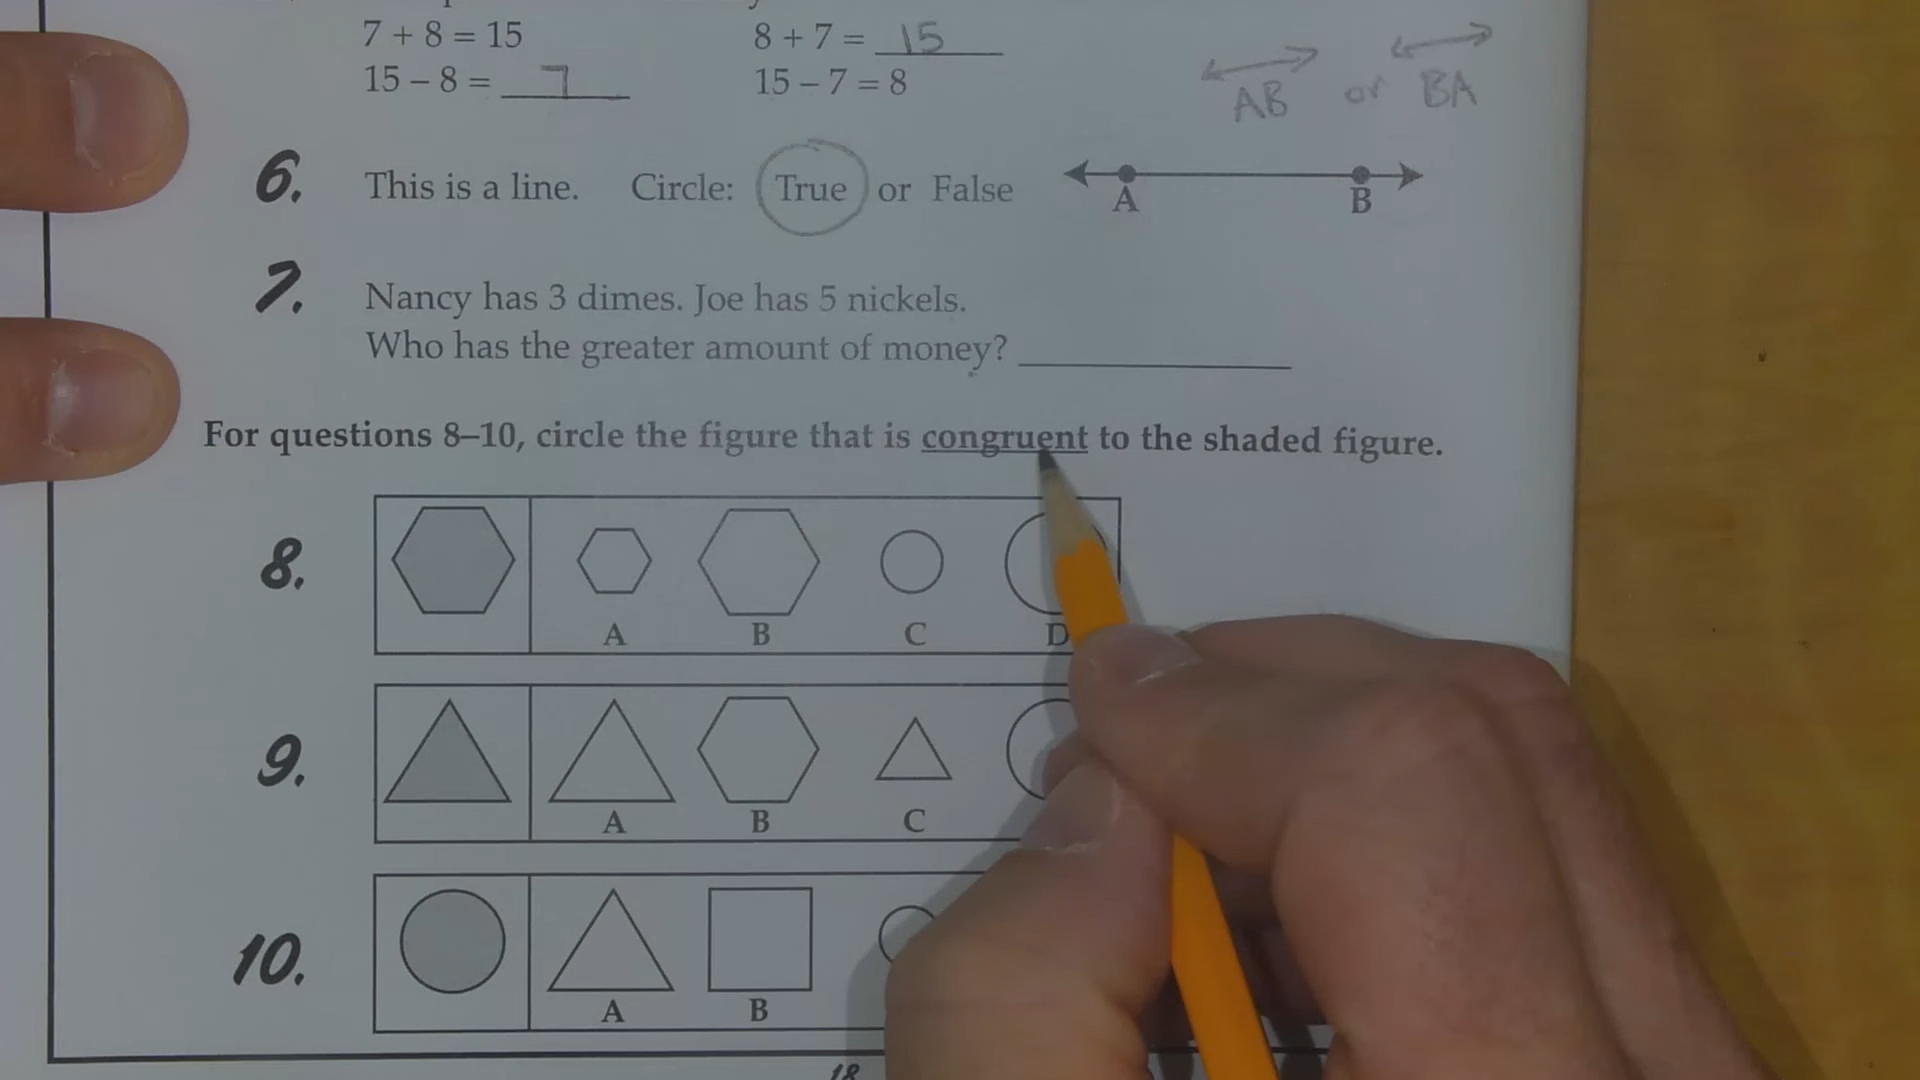 7 + 8 = 15
8 + 7 = 15
15 – 8 = 7
15 – 7 = 8
AB or BA
6. This is a line. Circle: True or False
A B
7. Nancy has 3 dimes. Joe has 5 nickels.
Who has the greater amount of money?
For questions 8–10, circle the figure that is congruent to the shaded figure.
8.
A B C D
9.
A B C
10.
A B
18